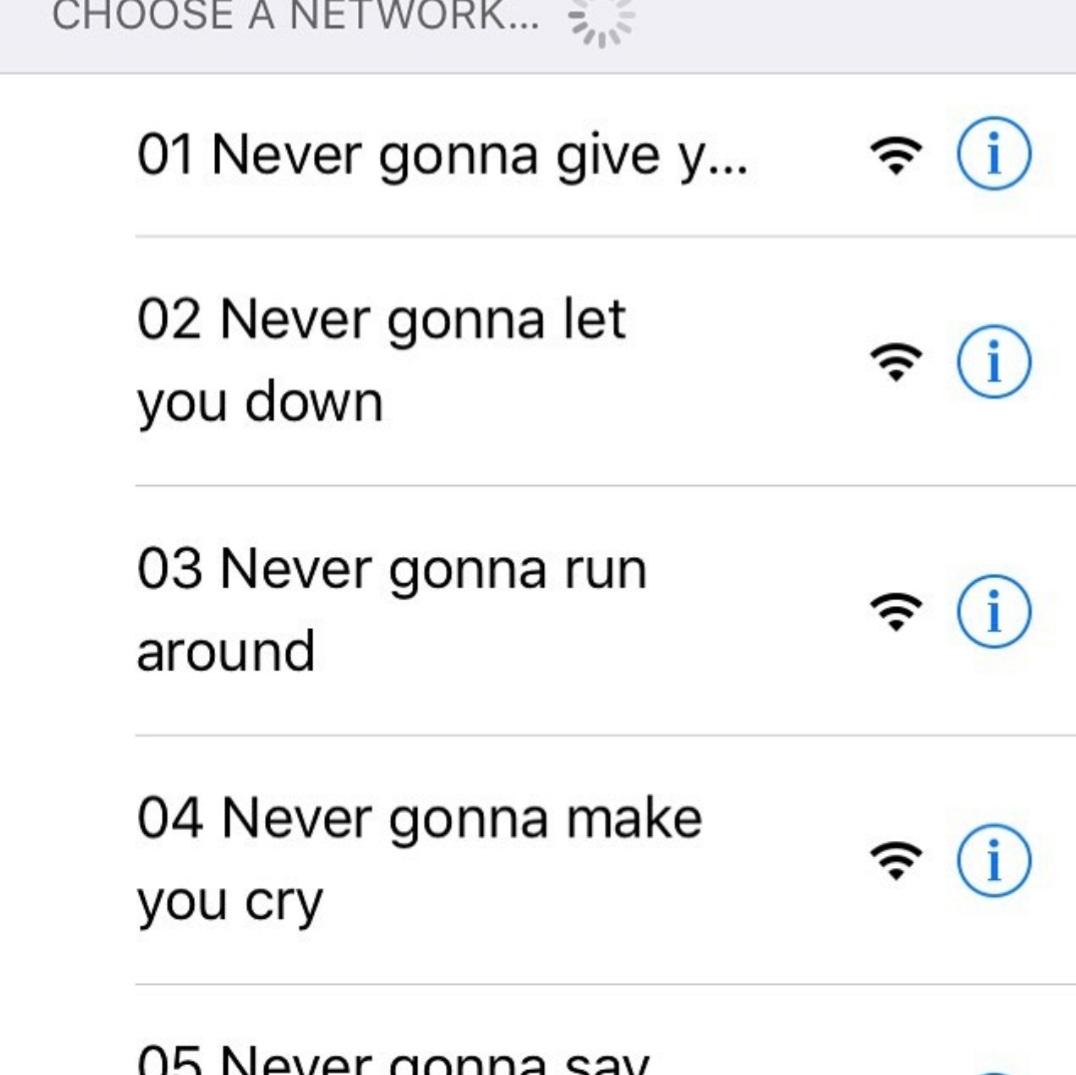 CHOOSE A NETWORK...
01 Never gonna give y...
02 Never gonna let
you down
03 Never gonna run
around
04 Never gonna make
you cry
05 Never gonna say